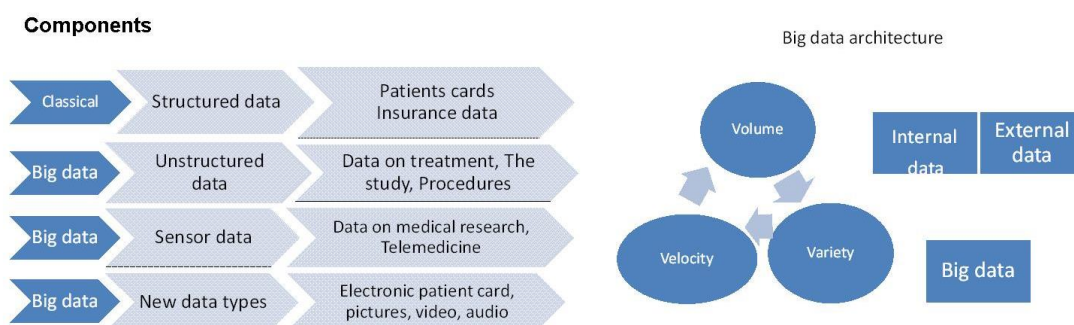 Components
Classical
Structured data
Patients cards
Insurance data
Big data
Unstructured
data
Data on treatment, The
study, Procedures
Big data
Sensor data
Data on medical research,
Telemedicine
Big data
New data types
Electronic patient card,
pictures, video, audio
Big data architecture
Volume
Velocity
Variety
Internal
data
External
data
Big data